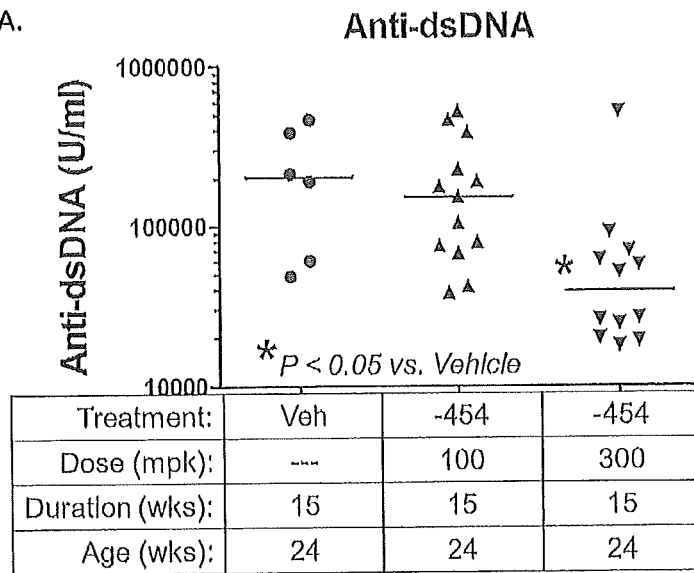 A.
Anti-dsDNA
Anti-dsDNA (U/ml)
1000000
100000
10000
*
* P < 0.05 vs. Vehicle
Treatment: Veh -454 -454
Dose (mpk): --- 100 300
Duration (wks): 15 15 15
Age (wks): 24 24 24